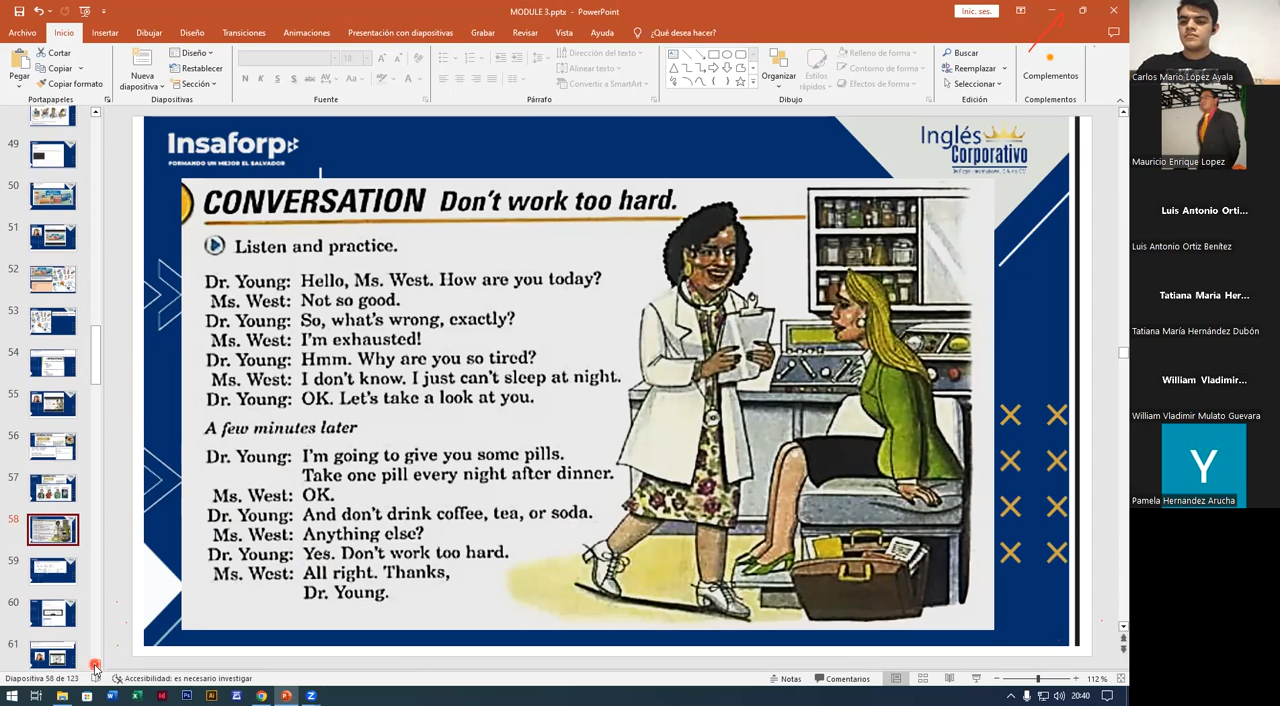 MODULE 3.pptx - PowerPoint
Inic. ses.
Archivo Inicio Insertar Dibujar Diseño Transiciones Animaciones Presentación con diapositivas Grabar Revisar Vista Ayuda ¿Qué desea hacer?
Pegar
Cortar
Copiar
Copiar formato
Portapapeles
Nueva
diapositiva
Diseño
Restablecer
Sección
Diapositivas
18
N K S S abc AV Aa A
Fuente
Dirección del texto
Alinear texto
Convertir a SmartArt
Párrafo
Organizar
Estilos
rápidos
Relleno de forma
Contorno de forma
Efectos de forma
Dibujo
Buscar
Reemplazar
Seleccionar
Edición
Complementos
Complementos
49
50
51
52
53
54
55
56
57
58
59
60
61
Insaforp
FORMANDO UN MEJOR EL SALVADOR
Inglés
Corporativo
CONVERSATION Don't work too hard.
Listen and practice.
Dr. Young: Hello, Ms. West. How are you today?
Ms. West: Not so good.
Dr. Young: So, what's wrong, exactly?
Ms. West: I'm exhausted!
Dr. Young: Hmm. Why are you so tired?
Ms. West: I don't know. I just can't sleep at night.
Dr. Young: OK. Let's take a look at you.
A few minutes later
Dr. Young: I'm going to give you some pills.
Take one pill every night after dinner.
Ms. West: OK.
Dr. Young: And don't drink coffee, tea, or soda.
Ms. West: Anything else?
Dr. Young: Yes. Don't work too hard.
Ms. West: All right. Thanks,
Dr. Young.
Carlos Mario López Ayala
Mauricio Enrique Lopez
Luis Antonio Orti...
Luis Antonio Ortiz Benítez
Tatiana Maria Her...
Tatiana María Hernández Dubón
William Vladimir...
William Vladimir Mulato Guevara
Y
Pamela Hernandez Arucha
Diapositiva 58 de 123
Accesibilidad: es necesario investigar
Notas
Comentarios
112 %
20:40